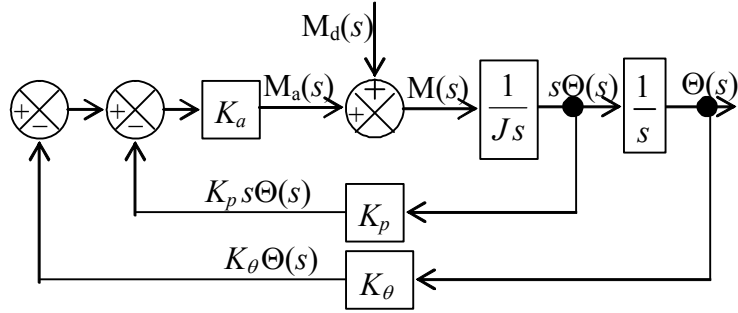 M_d(s)
+
−
+
−
K_a
M_a(s)
+
+
M(s)
1
Js
sΘ(s)
1
s
Θ(s)
K_p sΘ(s)
K_p
K_θ Θ(s)
K_θ